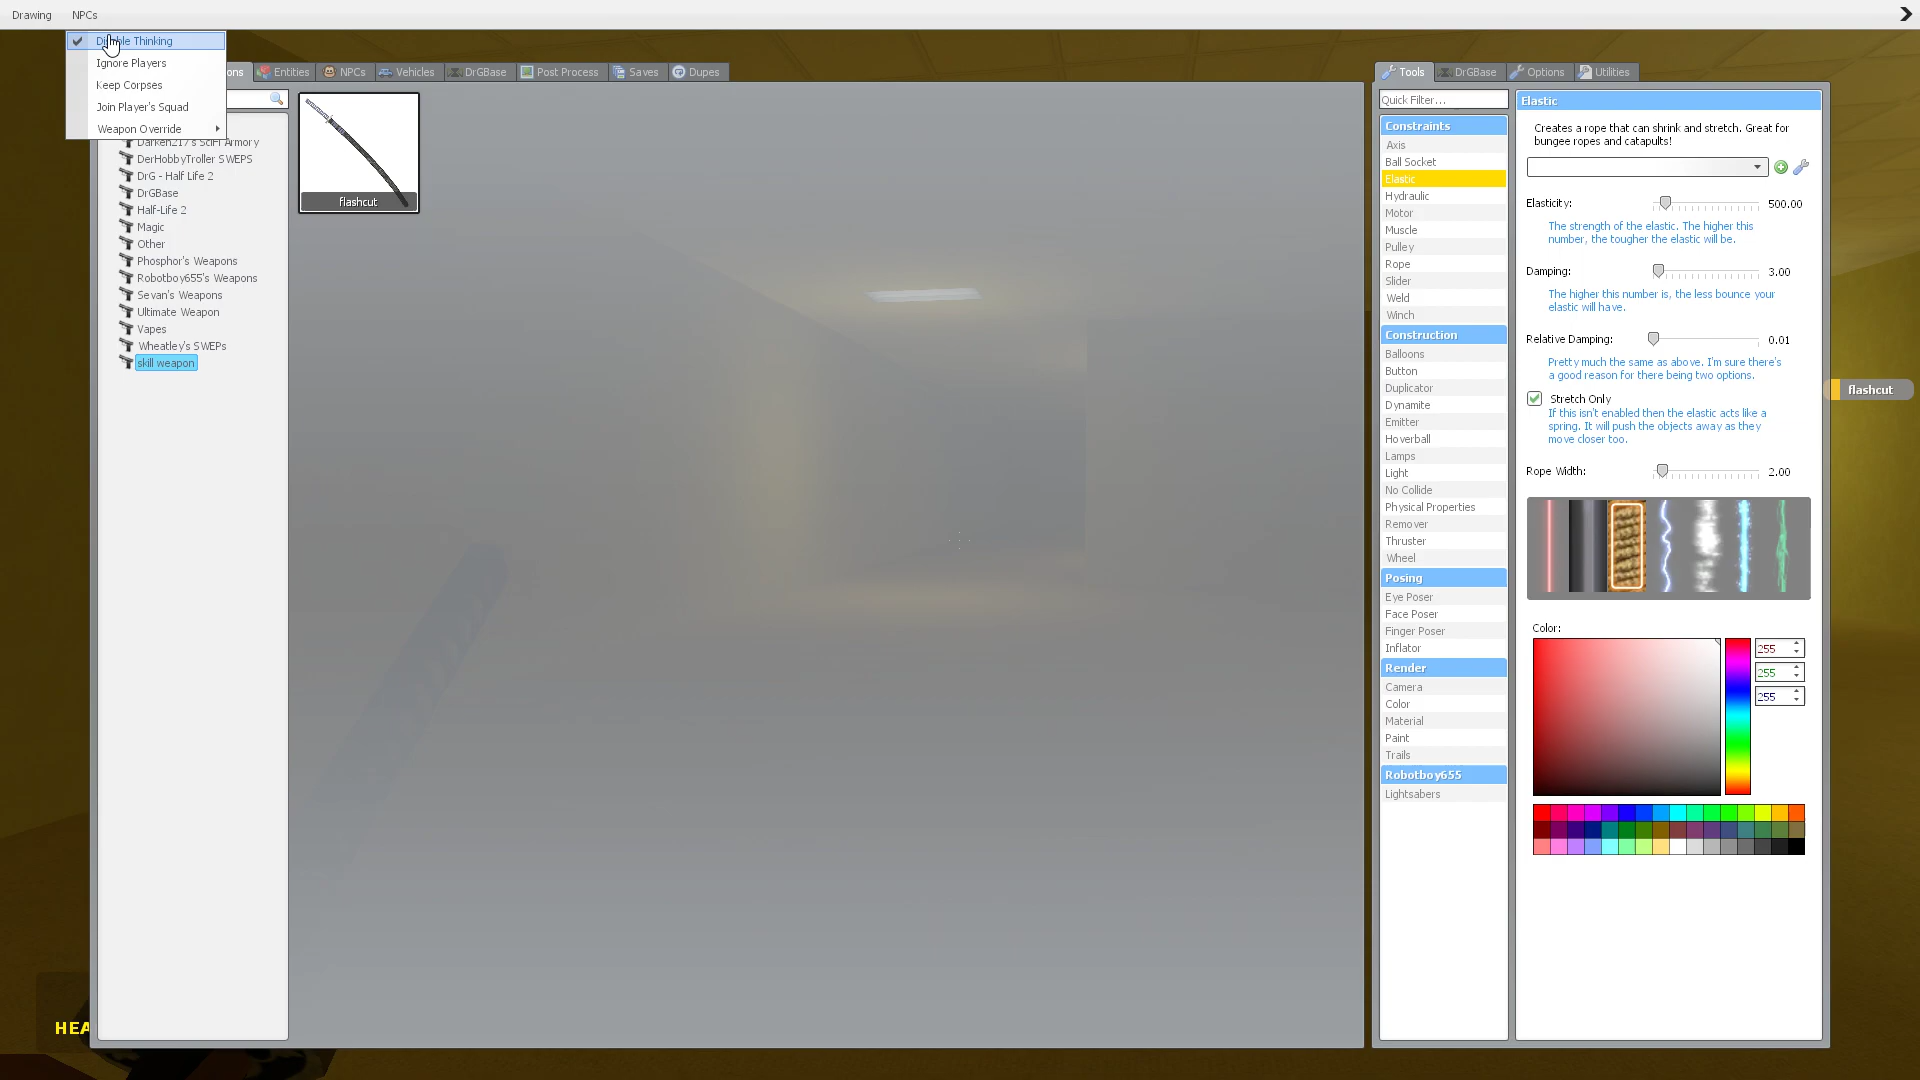 Drawing
NPCs
Disable Thinking
Ignore Players
Keep Corpses
Join Player's Squad
Weapon Override
Entities
NPCs
Vehicles
DrGBase
Post Process
Saves
Dupes
Darken217's SciFi Armory
DerHobbyTroller SWEPS
DrG - Half Life 2
DrGBase
Half-Life 2
Magic
Other
Phosphor's Weapons
Robotboy655's Weapons
Sevan's Weapons
Ultimate Weapon
Vapes
Wheatley's SWEPs
skill weapon
flashcut
Tools
DrGBase
Options
Utilities
Quick Filter...
Constraints
Axis
Ball Socket
Elastic
Hydraulic
Motor
Muscle
Pulley
Rope
Slider
Weld
Winch
Construction
Balloons
Button
Duplicator
Dynamite
Emitter
Hoverball
Lamps
Light
No Collide
Physical Properties
Remover
Thruster
Wheel
Posing
Eye Poser
Face Poser
Finger Poser
Inflator
Render
Camera
Color
Material
Paint
Trails
Robotboy655
Lightsabers
Elastic
Creates a rope that can shrink and stretch. Great for
bungee ropes and catapults!
Elasticity: 500.00
The strength of the elastic. The higher this
number, the tougher the elastic will be.
Damping: 3.00
The higher this number is, the less bounce your
elastic will have.
Relative Damping: 0.01
Pretty much the same as above. I'm sure there's
a good reason for there being two options.
Stretch Only
If this isn't enabled then the elastic acts like a
spring. It will push the objects away as they
move closer too.
Rope Width: 2.00
Color:
255
255
255
flashcut
HEA